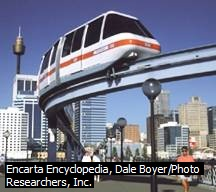 Encarta Encyclopedia, Dale Boyer/Photo
Researchers, Inc.